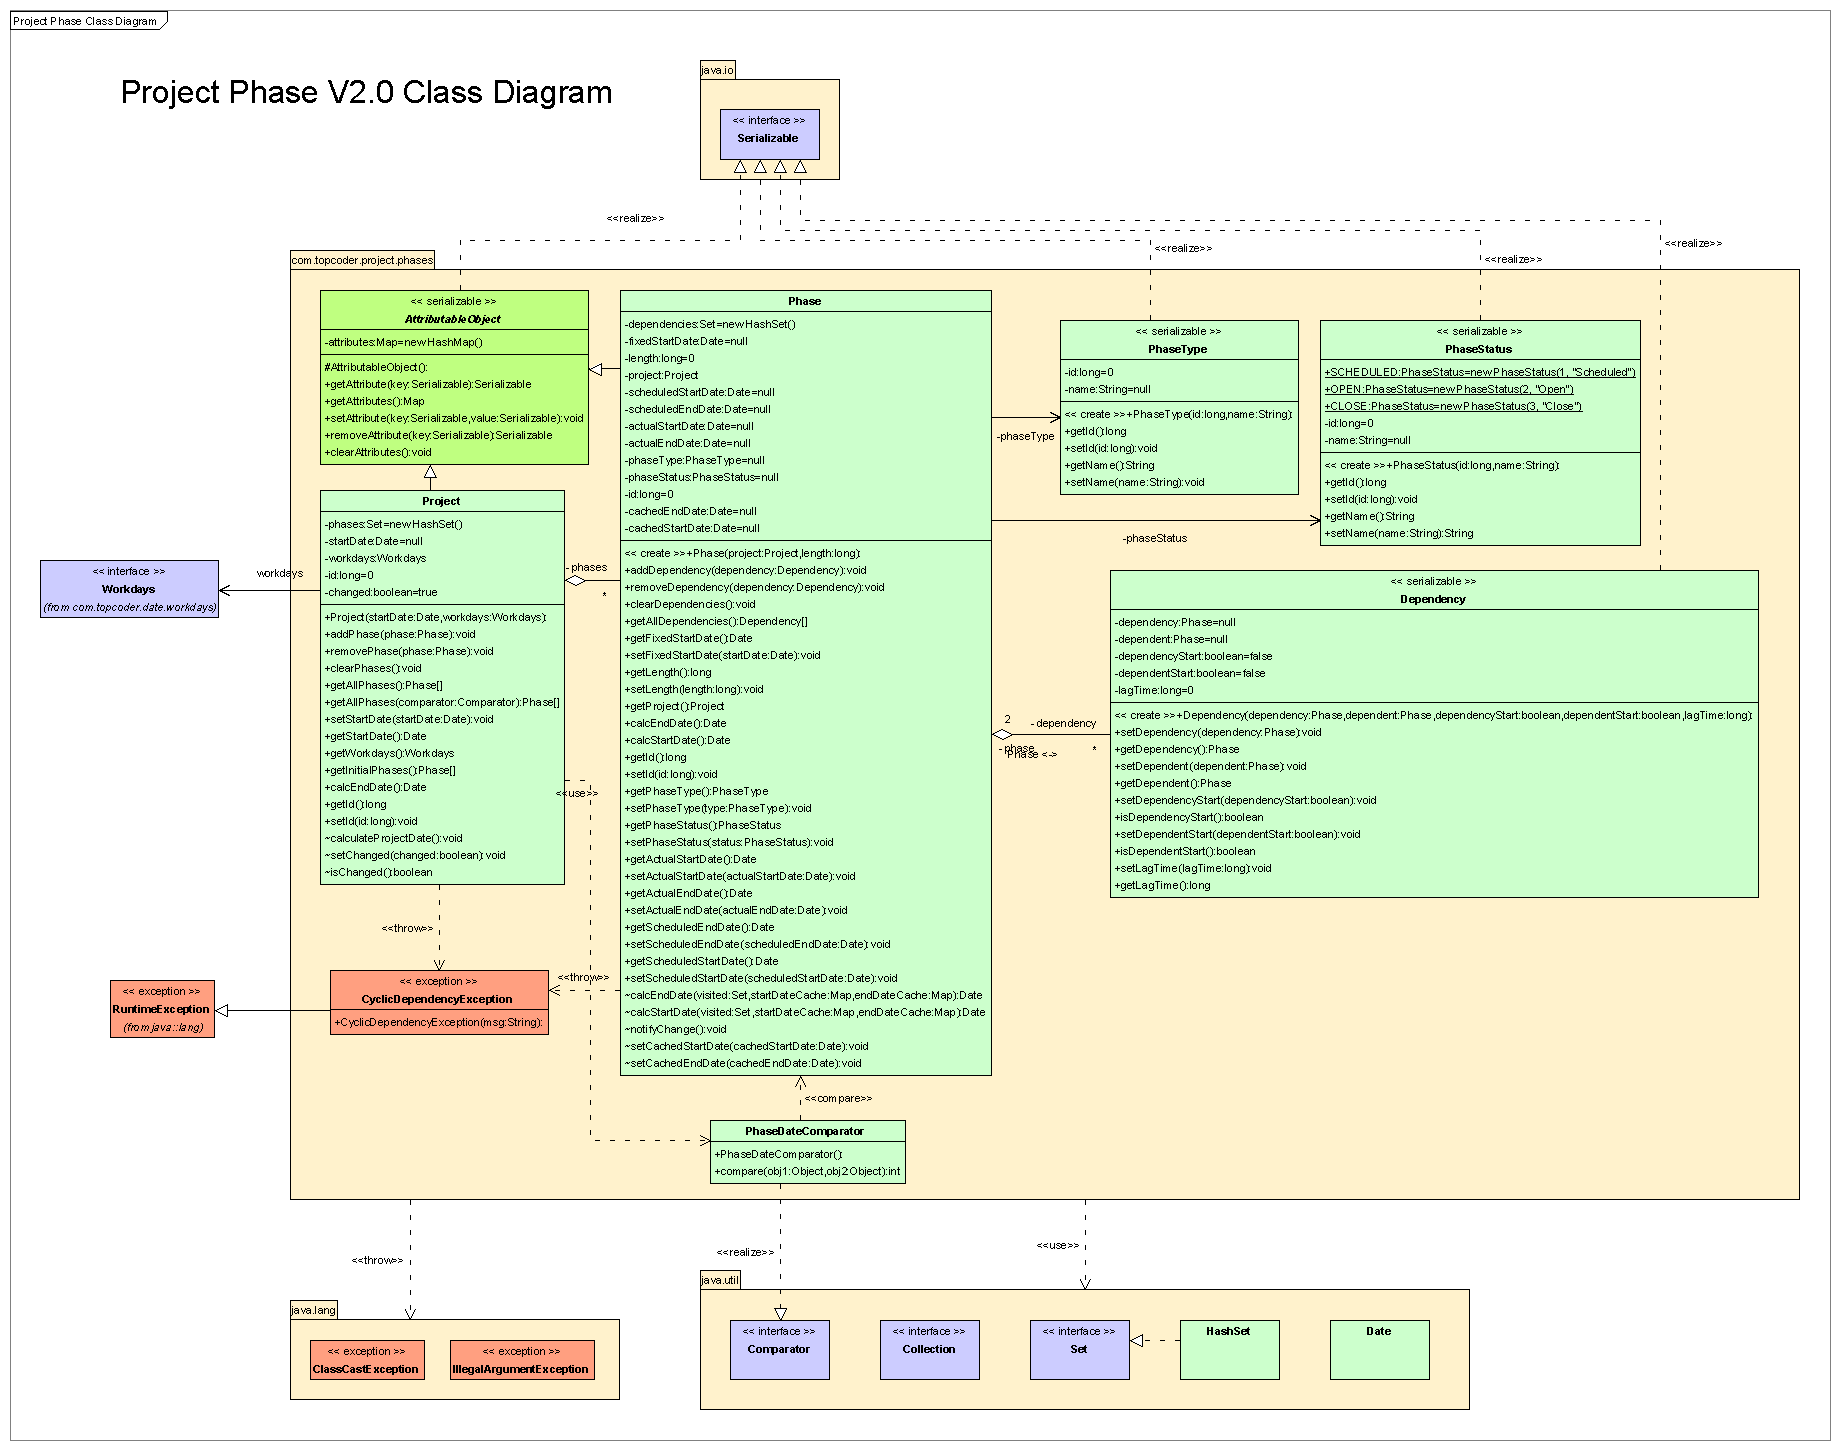 Project Phase Class Diagram
Project Phase V2.0 Class Diagram
java.io
<< interface >>
Serializable
<<realize>>
<<realize>>
<<realize>>
<<realize>>
com.topcoder.project.phases
<< serializable >>
AttributableObject
-attributes:Map=new HashMap()
#AttributableObject():
+getAttribute(key:Serializable):Serializable
+getAttributes():Map
+setAttribute(key:Serializable,value:Serializable):void
+removeAttribute(key:Serializable):Serializable
+clearAttributes():void
Project
-phases:Set=new HashSet()
-startDate:Date=null
-workdays:Workdays
-id:long=0
-changed:boolean=true
+Project(startDate:Date,workdays:Workdays):
+addPhase(phase:Phase):void
+removePhase(phase:Phase):void
+clearPhases():void
+getAllPhases():Phase[]
+getAllPhases(comparator:Comparator):Phase[]
+setStartDate(startDate:Date):void
+getStartDate():Date
+getWorkdays():Workdays
+getInitialPhases():Phase[]
+calcEndDate():Date
+getId():long
+setId(id:long):void
~calculateProjectDate():void
~setChanged(changed:boolean):void
~isChanged():boolean
<< interface >>
Workdays
(from com.topcoder.date.workdays)
workdays
-phases
*
<<use>>
<<throw>>
<<throw>>
<< exception >>
CyclicDependencyException
+CyclicDependencyException(msg:String):
<< exception >>
RuntimeException
(from java::lang)
Phase
-dependencies:Set=new HashSet()
-fixedStartDate:Date=null
-length:long=0
-project:Project
-scheduledStartDate:Date=null
-scheduledEndDate:Date=null
-actualStartDate:Date=null
-actualEndDate:Date=null
-phaseType:PhaseType=null
-phaseStatus:PhaseStatus=null
-id:long=0
-cachedEndDate:Date=null
-cachedStartDate:Date=null
<< create >>+Phase(project:Project,length:long):
+addDependency(dependency:Dependency):void
+removeDependency(dependency:Dependency):void
+clearDependencies():void
+getAllDependencies():Dependency[]
+getFixedStartDate():Date
+setFixedStartDate(startDate:Date):void
+getLength():long
+setLength(length:long):void
+getProject():Project
+calcEndDate():Date
+calcStartDate():Date
+getId():long
+setId(id:long):void
+getPhaseType():PhaseType
+setPhaseType(type:PhaseType):void
+getPhaseStatus():PhaseStatus
+setPhaseStatus(status:PhaseStatus):void
+getActualStartDate():Date
+setActualStartDate(actualStartDate:Date):void
+getActualEndDate():Date
+setActualEndDate(actualEndDate:Date):void
+getScheduledEndDate():Date
+setScheduledEndDate(scheduledEndDate:Date):void
+getScheduledStartDate():Date
+setScheduledStartDate(scheduledStartDate:Date):void
~calcEndDate(visited:Set,startDateCache:Map,endDateCache:Map):Date
~calcStartDate(visited:Set,startDateCache:Map,endDateCache:Map):Date
~notifyChange():void
~setCachedStartDate(cachedStartDate:Date):void
~setCachedEndDate(cachedEndDate:Date):void
-phaseType
-phaseStatus
<< serializable >>
PhaseType
-id:long=0
-name:String=null
<< create >>+PhaseType(id:long,name:String):
+getId():long
+setId(id:long):void
+getName():String
+setName(name:String):void
<< serializable >>
PhaseStatus
+SCHEDULED:PhaseStatus=new PhaseStatus(1, "Scheduled")
+OPEN:PhaseStatus=new PhaseStatus(2, "Open")
+CLOSE:PhaseStatus=new PhaseStatus(3, "Close")
-id:long=0
-name:String=null
<< create >>+PhaseStatus(id:long,name:String):
+getId():long
+setId(id:long):void
+getName():String
+setName(name:String):String
<< serializable >>
Dependency
-dependency:Phase=null
-dependent:Phase=null
-dependencyStart:boolean=false
-dependentStart:boolean=false
-lagTime:long=0
<< create >>+Dependency(dependency:Phase,dependent:Phase,dependencyStart:boolean,dependentStart:boolean,lagTime:long):
+setDependency(dependency:Phase):void
+getDependency():Phase
+setDependent(dependent:Phase):void
+getDependent():Phase
+setDependencyStart(dependencyStart:boolean):void
+isDependencyStart():boolean
+setDependentStart(dependentStart:boolean):void
+isDependentStart():boolean
+setLagTime(lagTime:long):void
+getLagTime():long
2
-dependency
-phase
Phase <->
*
<<compare>>
PhaseDateComparator
+PhaseDateComparator():
+compare(obj1:Object,obj2:Object):int
<<throw>>
<<realize>>
<<use>>
java.lang
<< exception >>
ClassCastException
<< exception >>
IllegalArgumentException
java.util
<< interface >>
Comparator
<< interface >>
Collection
<< interface >>
Set
HashSet
Date